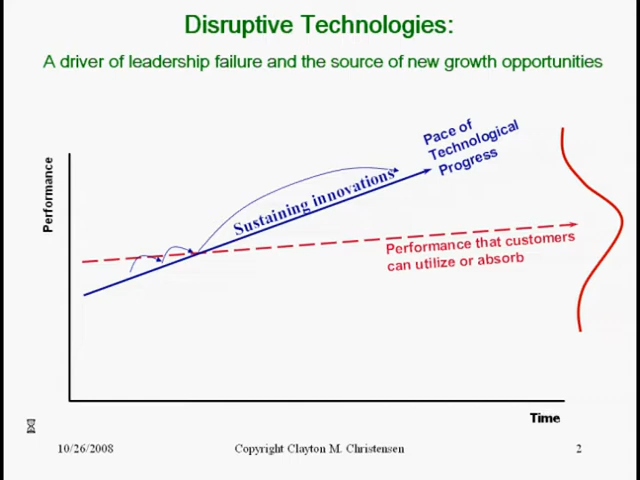 Disruptive Technologies:
A driver of leadership failure and the source of new growth opportunities
Pace of
Technological
Progress
Performance
Sustaining innovations
Performance that customers
can utilize or absorb
Time
10/26/2008
Copyright Clayton M. Christensen
2